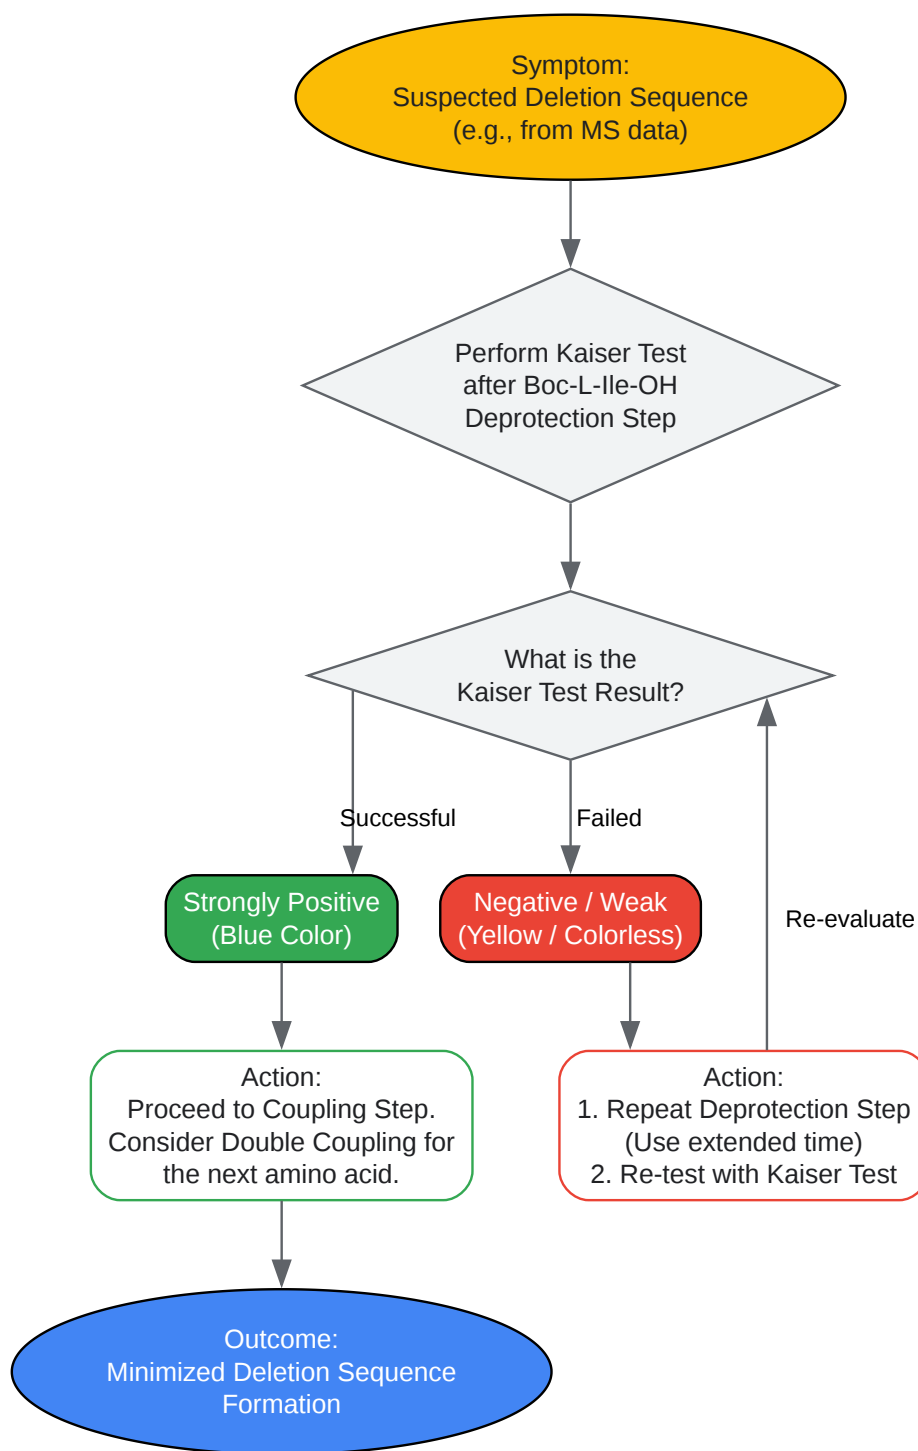 Symptom:
Suspected Deletion Sequence
(e.g., from MS data)
Perform Kaiser Test
after Boc-L-Ile-OH
Deprotection Step
What is the
Kaiser Test Result?
Successful
Failed
Strongly Positive
(Blue Color)
Negative / Weak
(Yellow / Colorless)
Re-evaluate
Action:
Proceed to Coupling Step.
Consider Double Coupling for
the next amino acid.
Action:
1. Repeat Deprotection Step
(Use extended time)
2. Re-test with Kaiser Test
Outcome:
Minimized Deletion Sequence
Formation